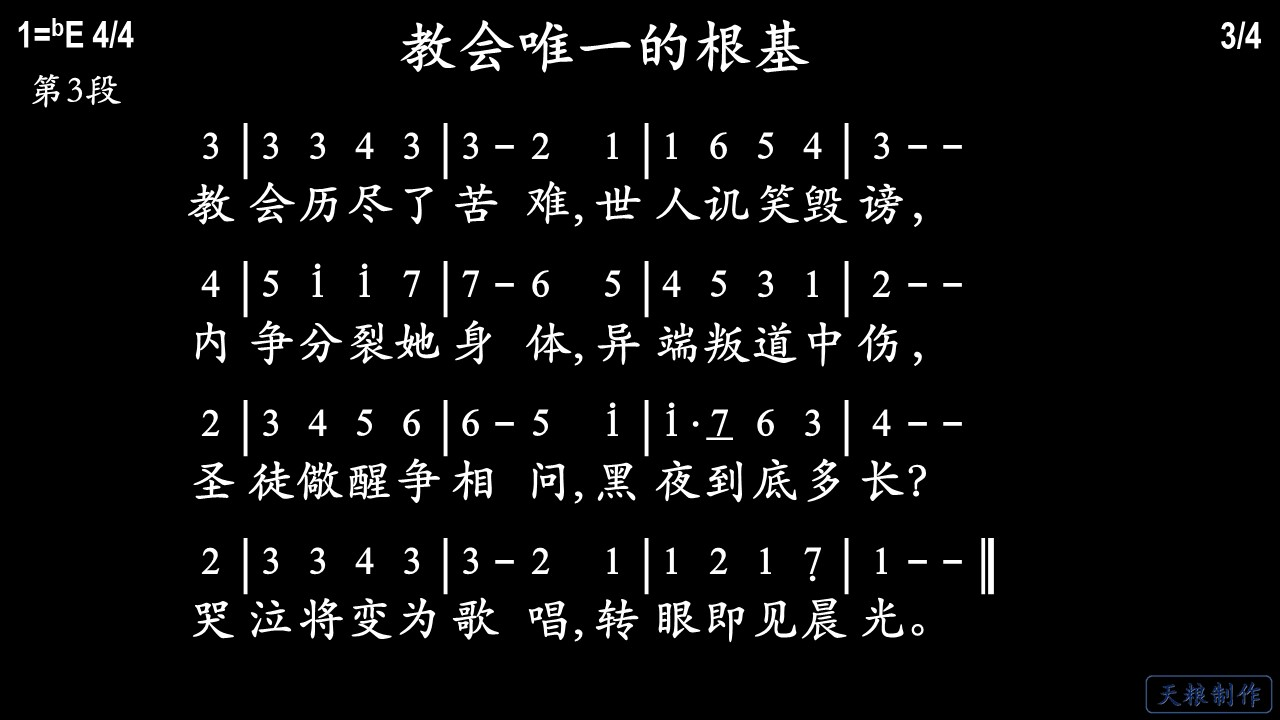 1=ᵇE 4/4
教会唯一的根基
3/4
第3段
3 | 3 3 4 3 | 3 - 2 1 | 1 6 5 4 | 3 - -
教会历尽了苦难,世人讥笑毁谤,
4 | 5 i i 7 | 7 - 6 5 | 4 5 3 1 | 2 - -
内争分裂她身体,异端叛道中伤,
2 | 3 4 5 6 | 6 - 5 i | i · 7 6 3 | 4 - -
圣徒儆醒争相问,黑夜到底多长?
2 | 3 3 4 3 | 3 - 2 1 | 1 2 1 7̣ | 1 - - ‖
哭泣将变为歌唱,转眼即见晨光。
天粮制作